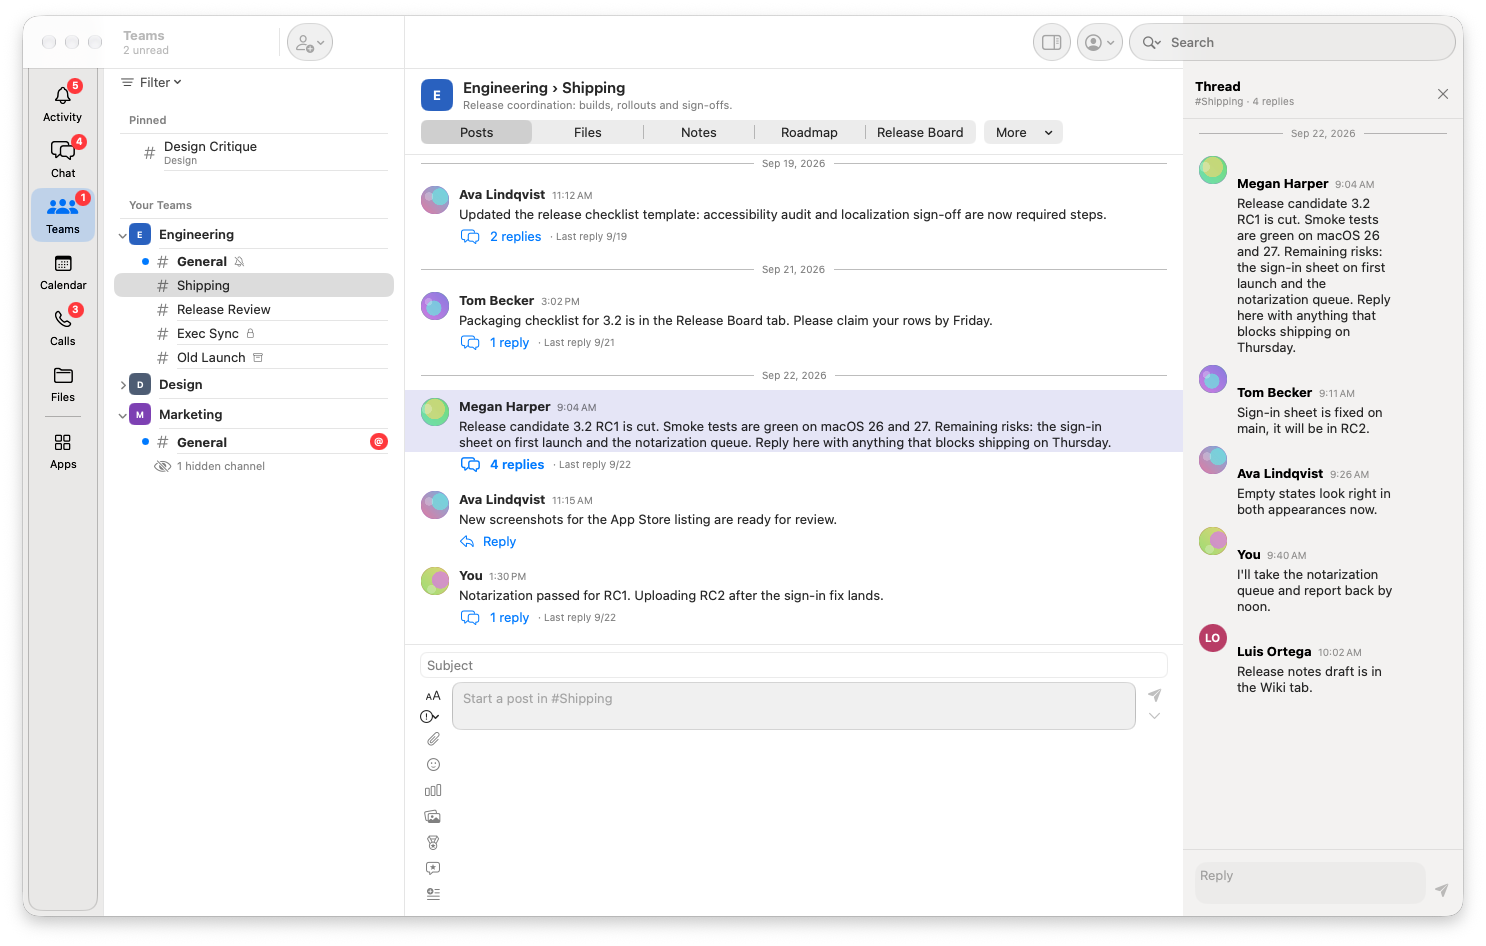 Teams
2 unread
Search
5
Activity
4
Chat
1
Teams
Calendar
3
Calls
Files
Apps
Filter
Pinned
# Design Critique
Design
Your Teams
E Engineering
# General
# Shipping
# Release Review
# Exec Sync
# Old Launch
D Design
M Marketing
# General @
1 hidden channel
E
Engineering › Shipping
Release coordination: builds, rollouts and sign-offs.
Posts Files Notes Roadmap Release Board More
Sep 19, 2026
Ava Lindqvist 11:12 AM
Updated the release checklist template: accessibility audit and localization sign-off are now required steps.
2 replies · Last reply 9/19
Sep 21, 2026
Tom Becker 3:02 PM
Packaging checklist for 3.2 is in the Release Board tab. Please claim your rows by Friday.
1 reply · Last reply 9/21
Sep 22, 2026
Megan Harper 9:04 AM
Release candidate 3.2 RC1 is cut. Smoke tests are green on macOS 26 and 27. Remaining risks: the sign-in
sheet on first launch and the notarization queue. Reply here with anything that blocks shipping on Thursday.
4 replies · Last reply 9/22
Ava Lindqvist 11:15 AM
New screenshots for the App Store listing are ready for review.
Reply
You 1:30 PM
Notarization passed for RC1. Uploading RC2 after the sign-in fix lands.
1 reply · Last reply 9/22
Subject
AA
Start a post in #Shipping
Thread
#Shipping · 4 replies
Sep 22, 2026
Megan Harper 9:04 AM
Release candidate 3.2
RC1 is cut. Smoke tests
are green on macOS 26
and 27. Remaining risks:
the sign-in sheet on first
launch and the
notarization queue. Reply
here with anything that
blocks shipping on
Thursday.
Tom Becker 9:11 AM
Sign-in sheet is fixed on
main, it will be in RC2.
Ava Lindqvist 9:26 AM
Empty states look right in
both appearances now.
You 9:40 AM
I'll take the notarization
queue and report back by
noon.
LO
Luis Ortega 10:02 AM
Release notes draft is in
the Wiki tab.
Reply